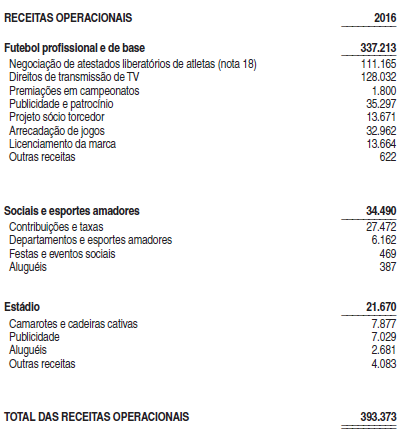 RECEITAS OPERACIONAIS 2016
Futebol profissional e de base 337.213
Negociação de atestados liberatórios de atletas (nota 18) 111.165
Direitos de transmissão de TV 128.032
Premiações em campeonatos 1.800
Publicidade e patrocínio 35.297
Projeto sócio torcedor 13.671
Arrecadação de jogos 32.962
Licenciamento da marca 13.664
Outras receitas 622
Sociais e esportes amadores 34.490
Contribuições e taxas 27.472
Departamentos e esportes amadores 6.162
Festas e eventos sociais 469
Aluguéis 387
Estádio 21.670
Camarotes e cadeiras cativas 7.877
Publicidade 7.029
Aluguéis 2.681
Outras receitas 4.083
TOTAL DAS RECEITAS OPERACIONAIS 393.373